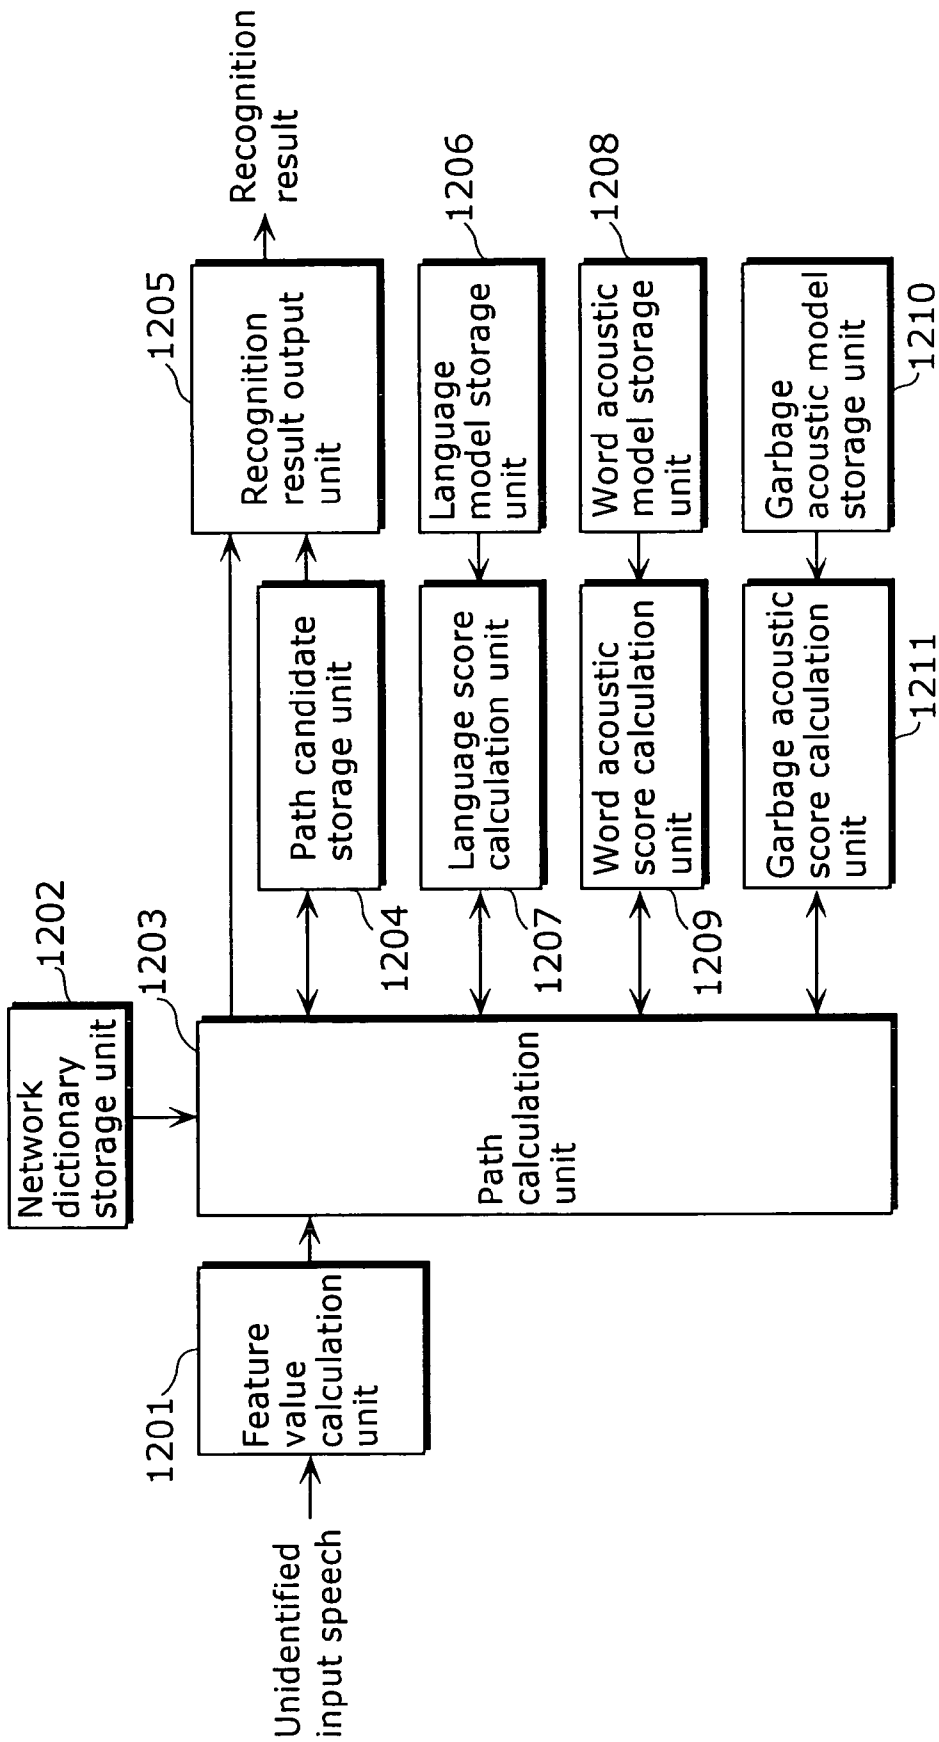 1202
Network
dictionary
storage unit
1203
1205
Recognition
result output
unit
Recognition
result
1201
Feature
value
calculation
unit
Unidentified
input speech
Path
calculation
unit
Path candidate
storage unit
1204
1206
Language
model storage
unit
Language score
calculation unit
1207
1208
Word acoustic
model storage
unit
Word acoustic
score calculation
unit
1209
Garbage
acoustic model
storage unit
1210
Garbage acoustic
score calculation
unit
1211